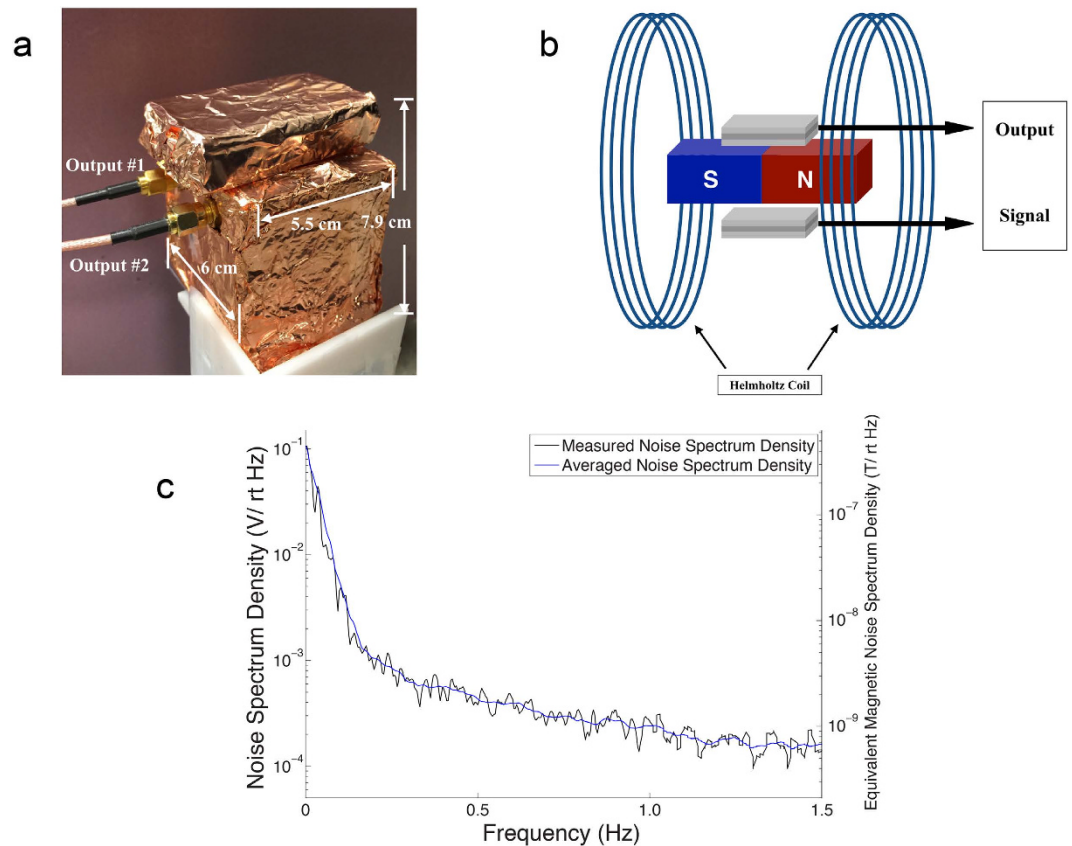 a
Output #1
Output #2
5.5 cm
7.9 cm
6 cm
b
S
N
Output
Signal
Helmholtz Coil
c
Noise Spectrum Density (V/ rt Hz)
10⁻¹
10⁻²
10⁻³
10⁻⁴
Measured Noise Spectrum Density
Averaged Noise Spectrum Density
10⁻⁷
10⁻⁸
10⁻⁹
Equivalent Magnetic Noise Spectrum Density (T/ rt Hz)
0
0.5
1.0
1.5
Frequency (Hz)